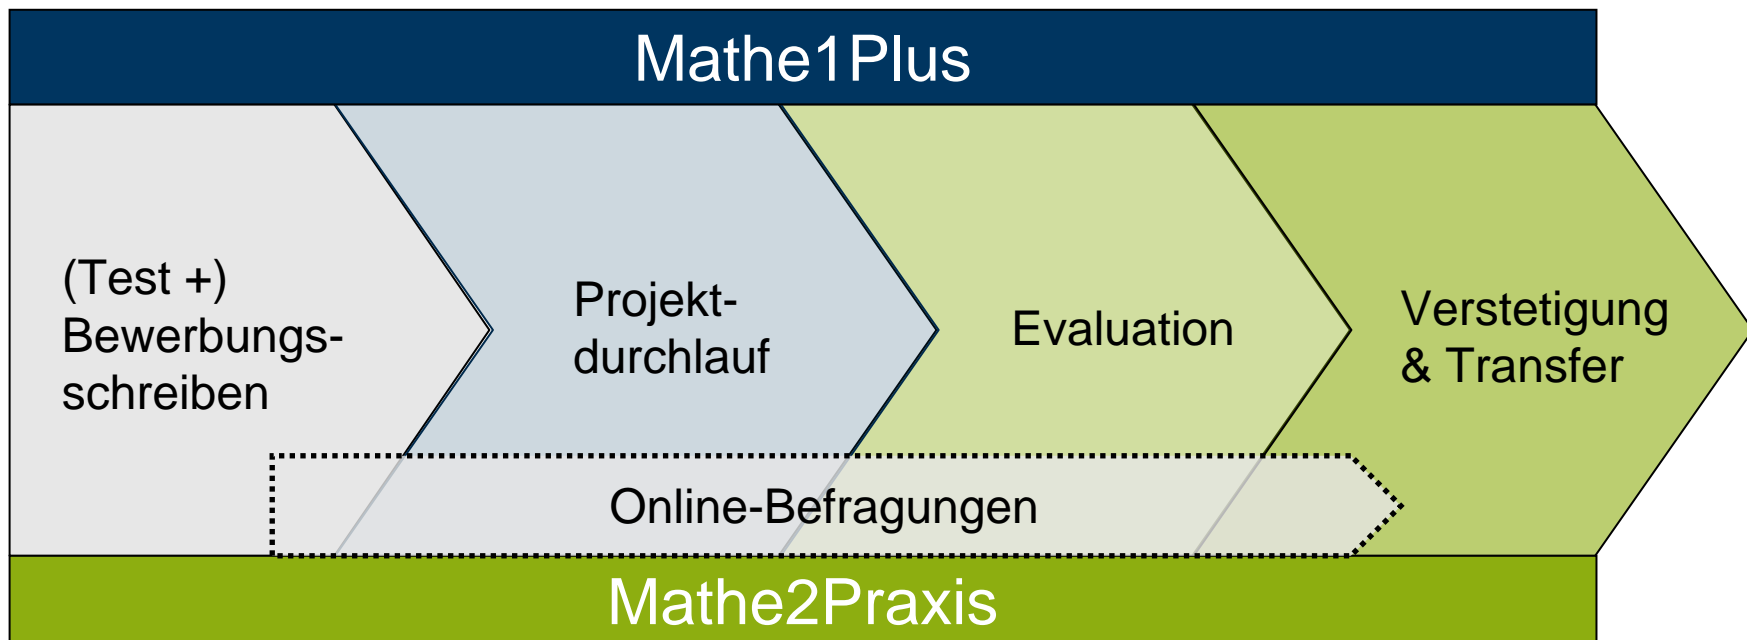 Mathe1Plus
(Test +)
Bewerbungs-
schreiben
Projekt-
durchlauf
Evaluation
Verstetigung
& Transfer
Online-Befragungen
Mathe2Praxis